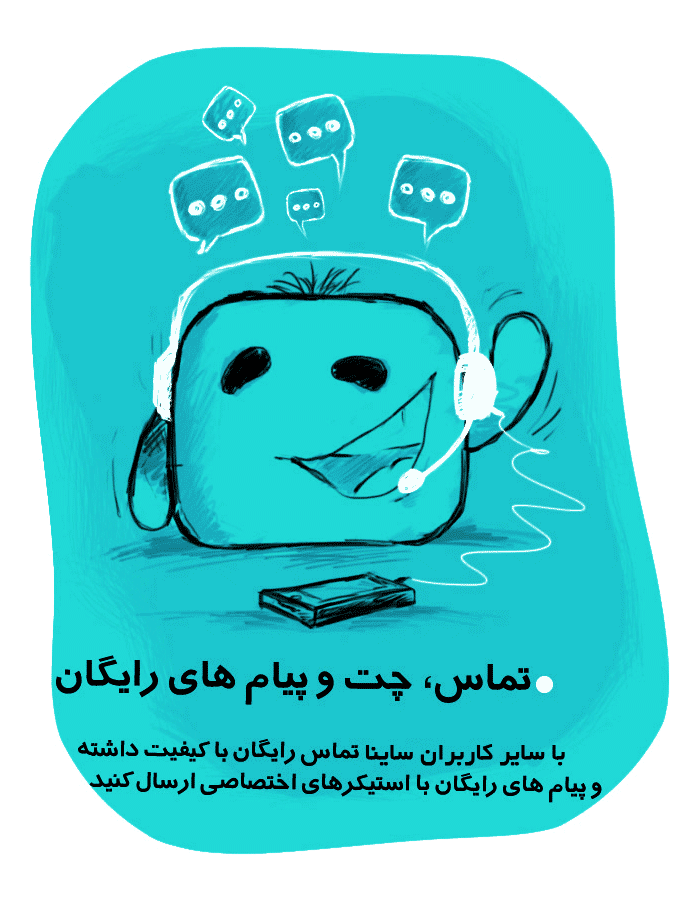 تماس، چت و پیام های رایگان
با سایر کاربران ساینا تماس رایگان با کیفیت داشته
و پیام های رایگان با استیکرهای اختصاصی ارسال کنید